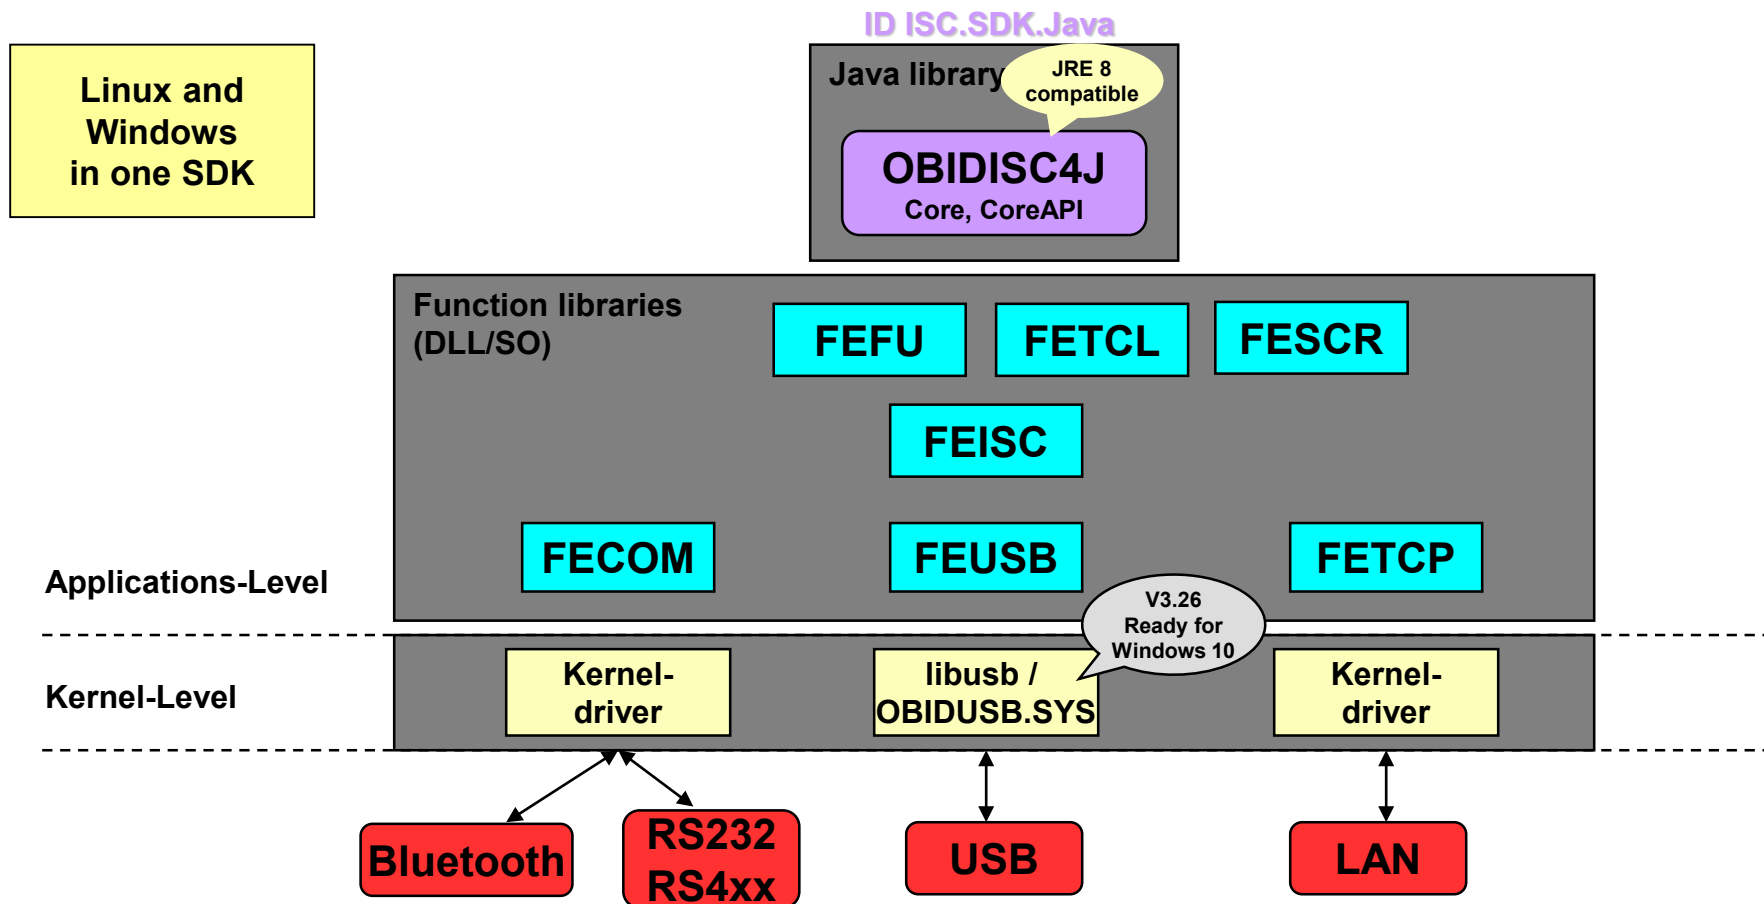 ID ISC.SDK.Java
Linux and
Windows
in one SDK
Java library
JRE 8
compatible
OBIDISC4J
Core, CoreAPI
Function libraries
(DLL/SO)
FEFU
FETCL
FESCR
FEISC
FECOM
FEUSB
FETCP
Applications-Level
V3.26
Ready for
Windows 10
Kernel-Level
Kernel-
driver
libusb /
OBIDUSB.SYS
Kernel-
driver
Bluetooth
RS232
RS4xx
USB
LAN